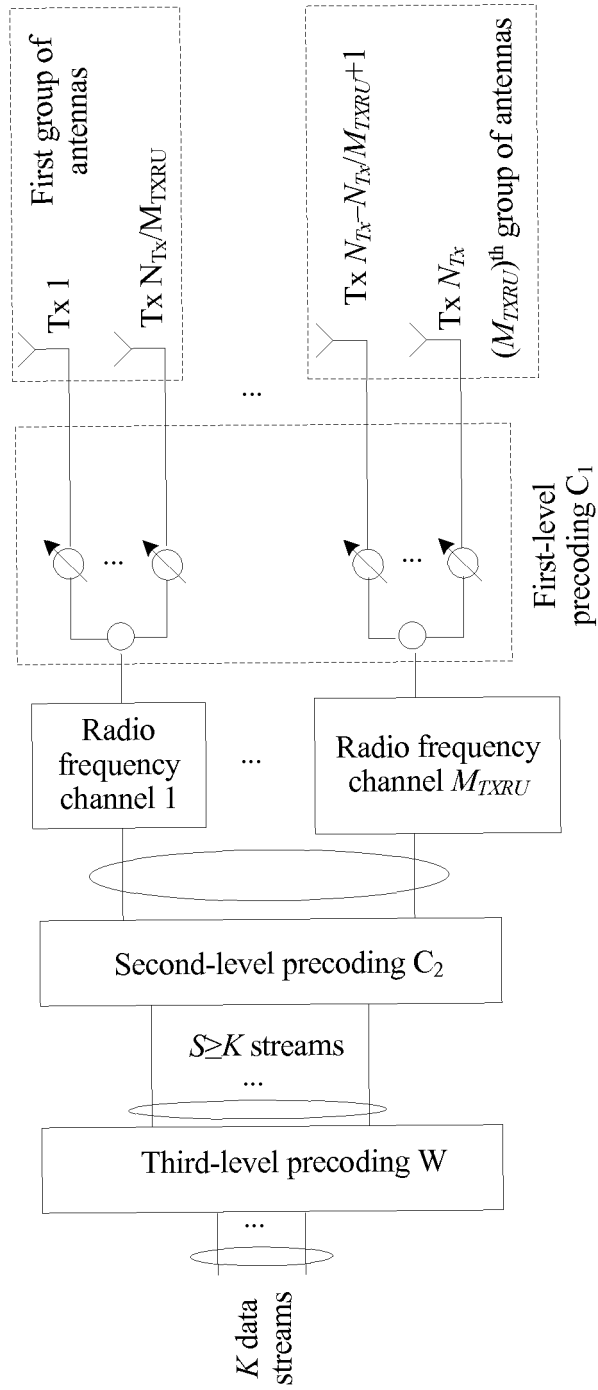 K data
streams
...
Third-level precoding W
S≥K streams
...
Second-level precoding C2
Radio
frequency
channel 1
...
Radio frequency
channel MTXRU
...
...
First-level
precoding C1
...
Tx 1
First group of
antennas
Tx NTx/MTXRU
Tx NTx–NTx/MTXRU+1
Tx NTx
(MTXRU)th group of antennas